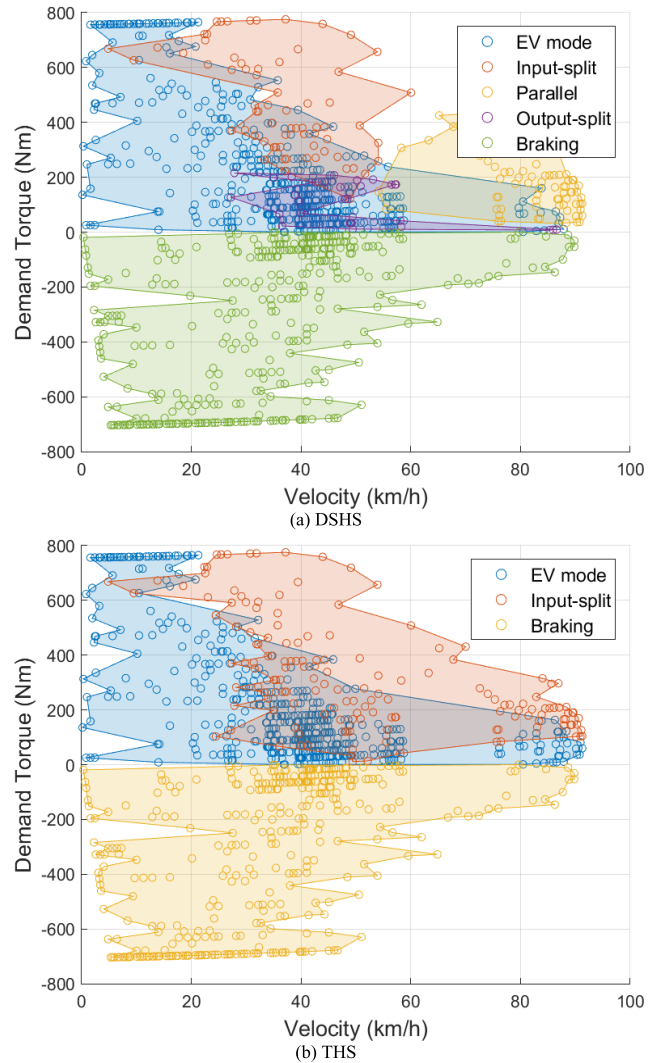 800
600
400
200
0
-200
-400
-600
-800
Demand Torque (Nm)
EV mode
Input-split
Parallel
Output-split
Braking
0 20 40 60 80 100
Velocity (km/h)
(a) DSHS
800
600
400
200
0
-200
-400
-600
-800
Demand Torque (Nm)
EV mode
Input-split
Braking
0 20 40 60 80 100
Velocity (km/h)
(b) THS